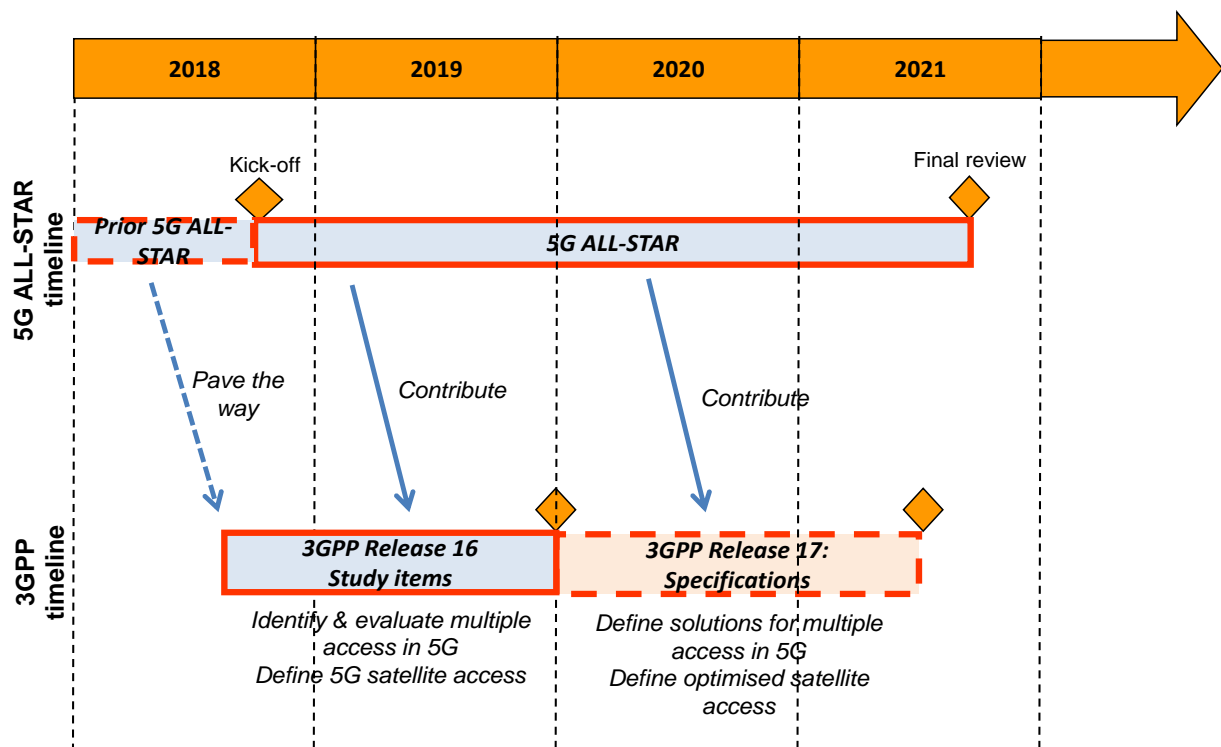 2018
2019
2020
2021
Kick-off
Final review
5G ALL-STAR
timeline
Prior 5G ALL-
STAR
5G ALL-STAR
Pave the
way
Contribute
Contribute
3GPP
timeline
3GPP Release 16
Study items
3GPP Release 17:
Specifications
Identify & evaluate multiple
access in 5G
Define 5G satellite access
Define solutions for multiple
access in 5G
Define optimised satellite
access